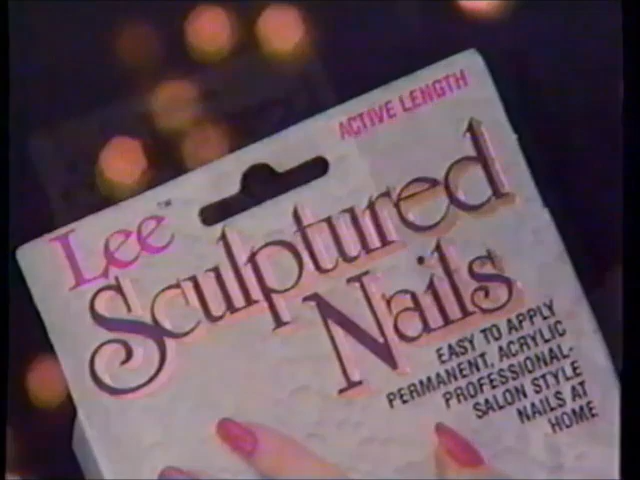 ACTIVE LENGTH
Lee™
Sculptured
Nails
EASY TO APPLY
PERMANENT, ACRYLIC
PROFESSIONAL-
SALON STYLE
NAILS AT
HOME